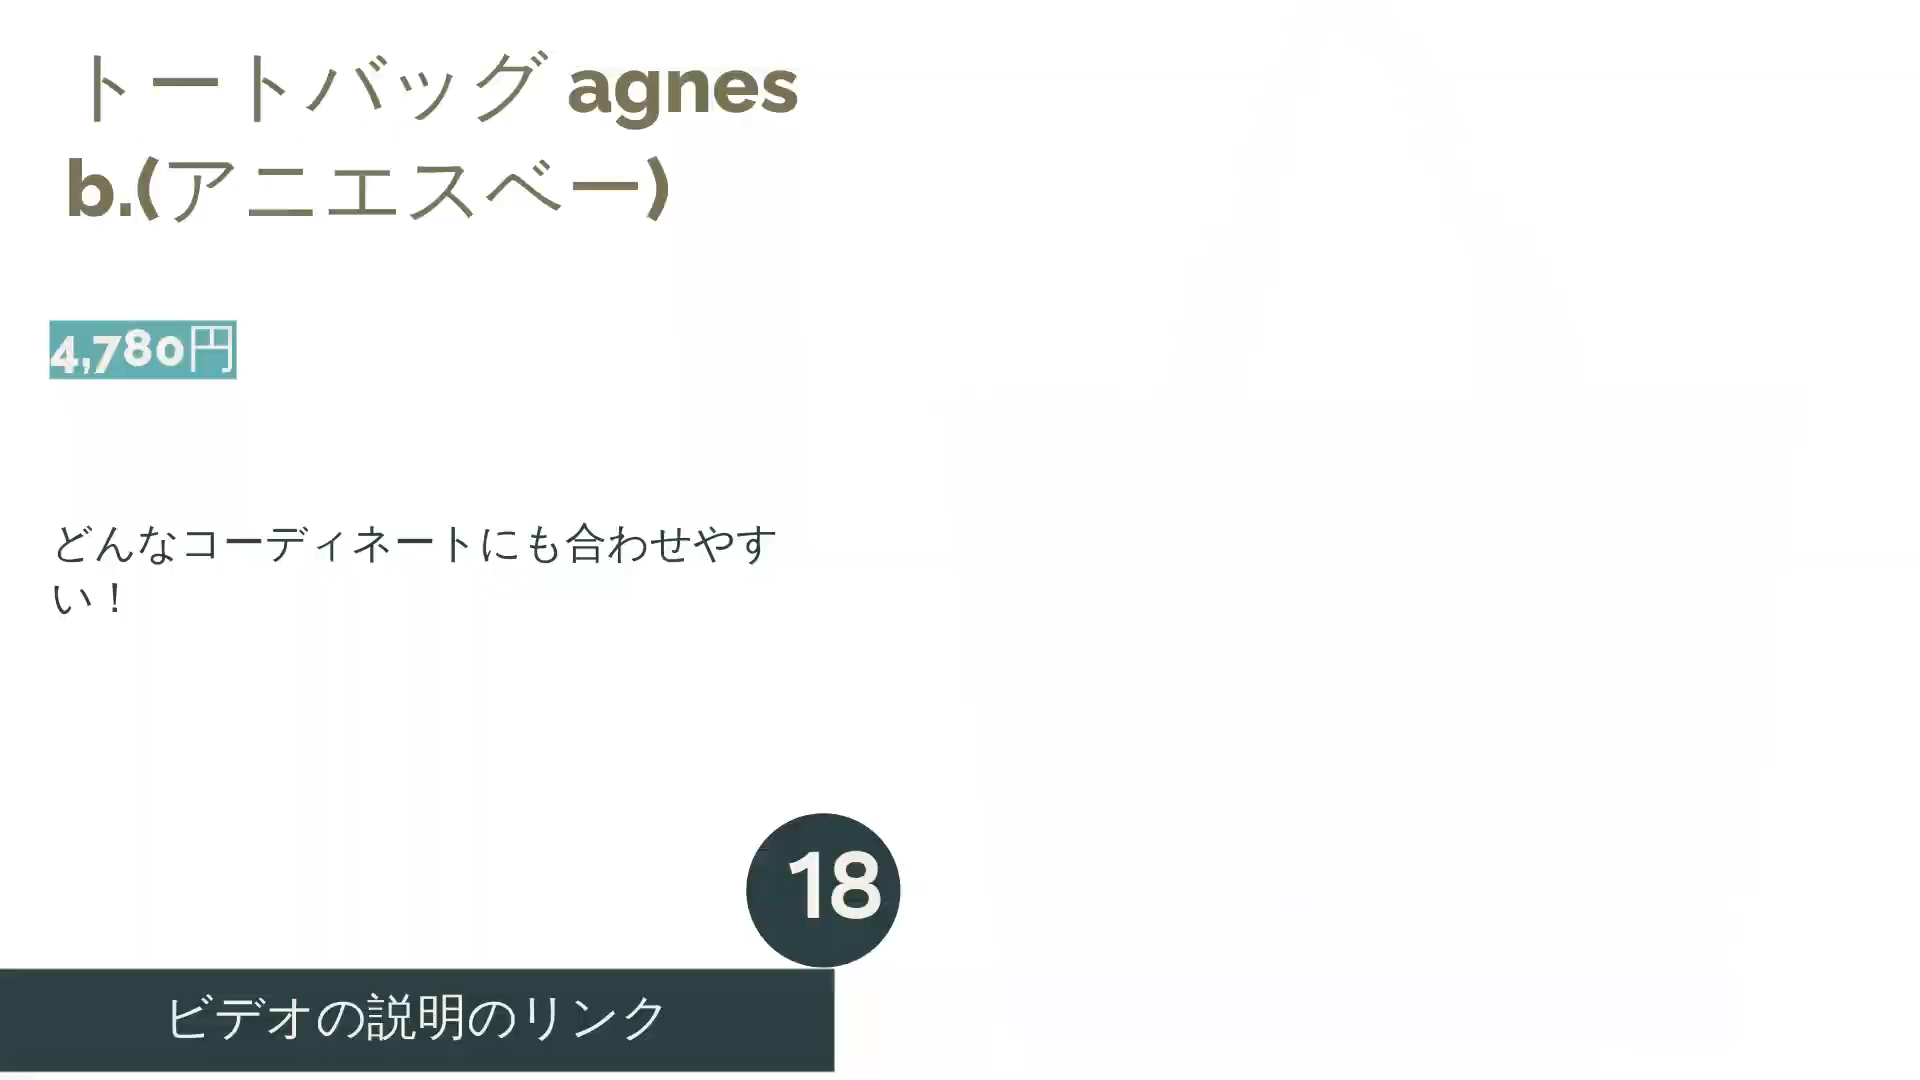 トートバッグ agnes
b.(アニエスベー)
4,780円
どんなコーディネートにも合わせやす
い！
18
ビデオの説明のリンク